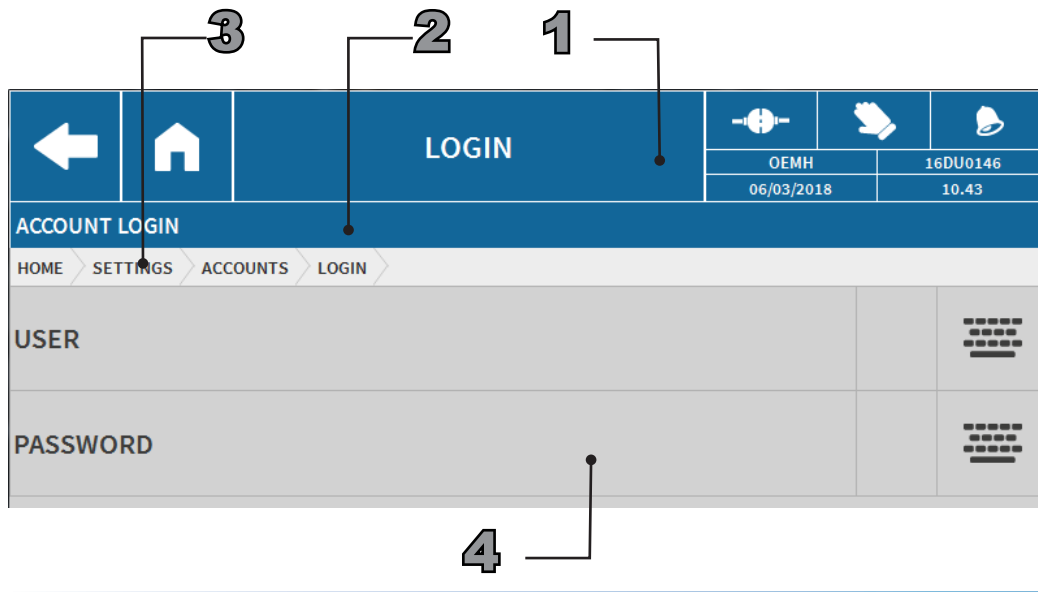 3 2 1
LOGIN
OEMH 16DU0146
06/03/2018 10.43
ACCOUNT LOGIN
HOME SETTINGS ACCOUNTS LOGIN
USER
PASSWORD
4